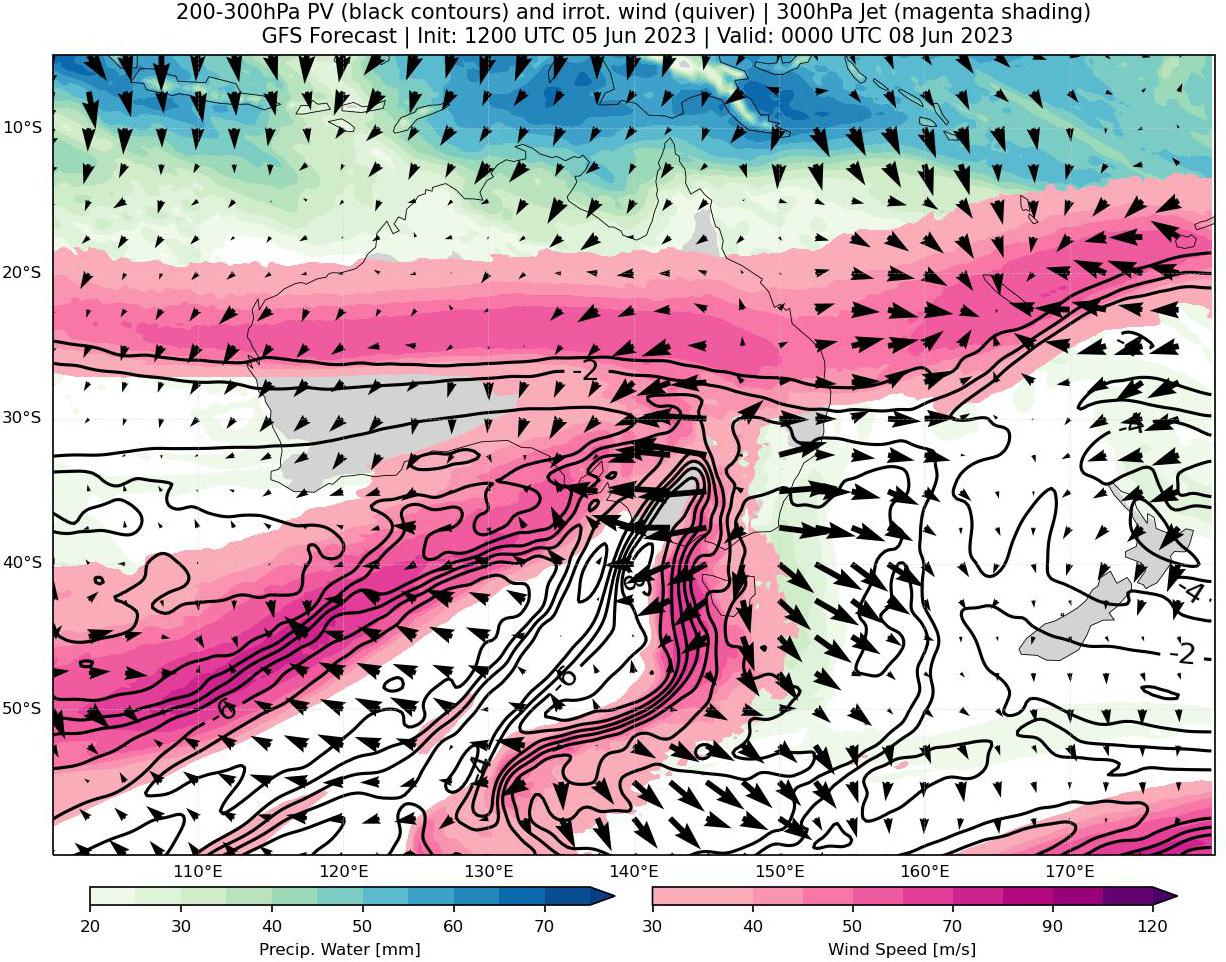 200-300hPa PV (black contours) and irrot. wind (quiver) | 300hPa Jet (magenta shading)
GFS Forecast | Init: 1200 UTC 05 Jun 2023 | Valid: 0000 UTC 08 Jun 2023
10°S
20°S
-2
30°S
-4
40°S
-4
-2
-6
50°S
-6
-4
110°E 120°E 130°E 140°E 150°E 160°E 170°E
20 30 40 50 60 70
30 40 50 70 90 120
Precip. Water [mm]
Wind Speed [m/s]